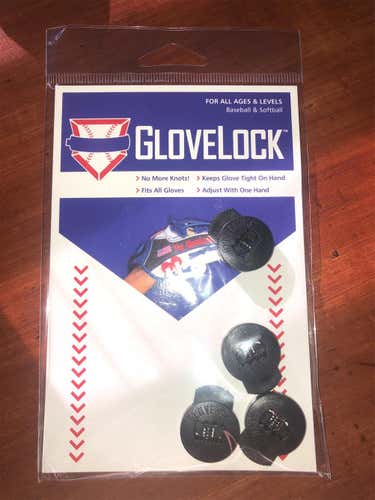 FOR ALL AGES & LEVELS
Baseball & Softball
GLOVELOCK™
› No More Knots! › Keeps Glove Tight On Hand
› Fits All Gloves › Adjust With One Hand